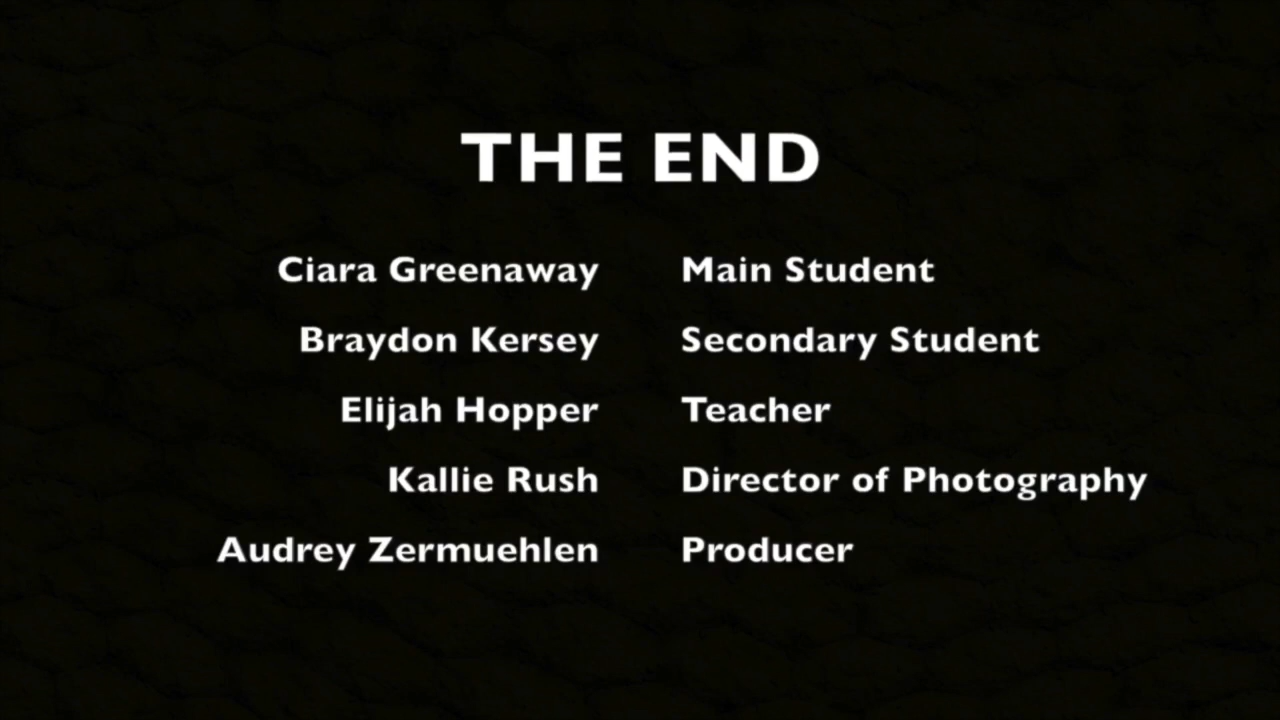 THE END
Ciara Greenaway Main Student
Braydon Kersey Secondary Student
Elijah Hopper Teacher
Kallie Rush Director of Photography
Audrey Zermuehlen Producer